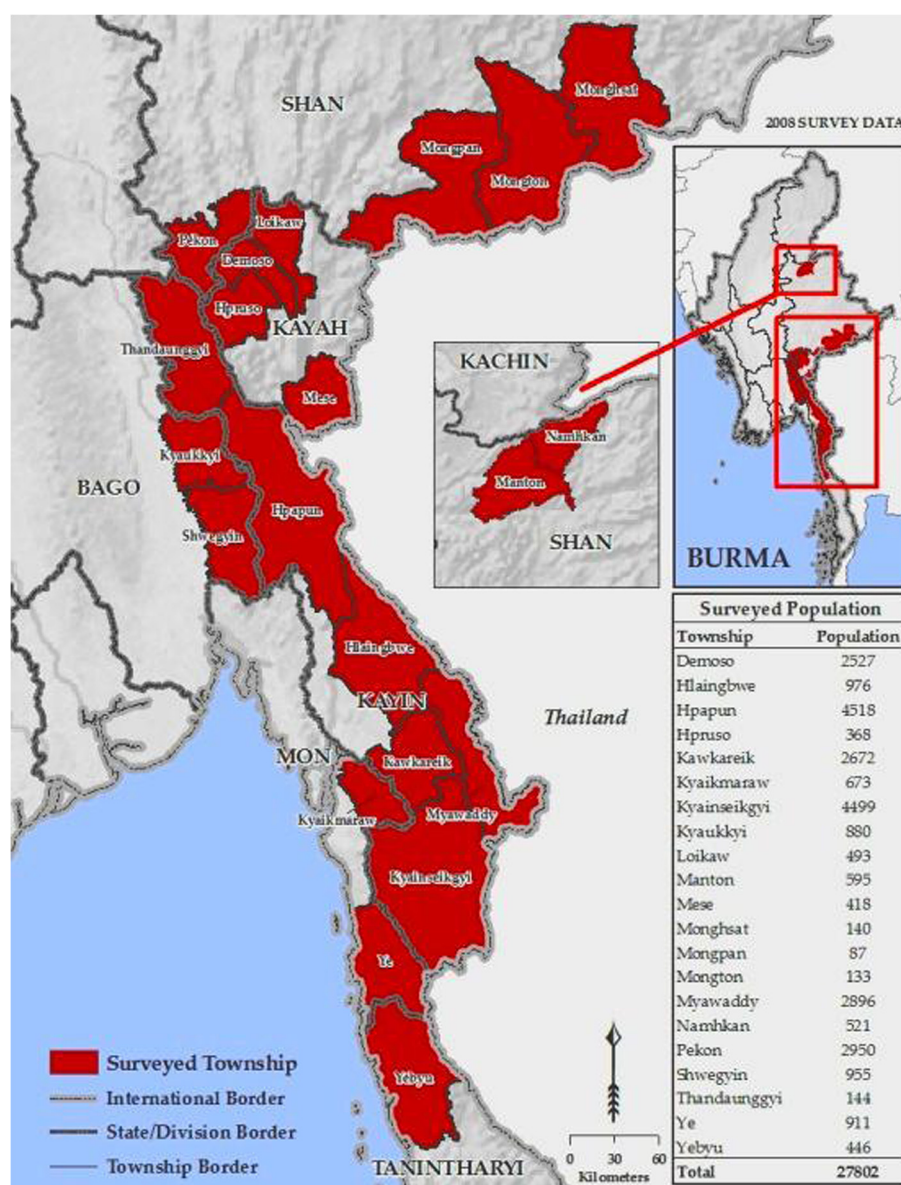 SHAN
Monghsat
2008 SURVEY DATA
Mongpan
Mongton
Loikaw
Pekon
Demoso
Hpruso
KAYAH
Thandaunggyi
KACHIN
Mese
Namhkan
Kyaukkyi
Manton
BAGO
Hpapun
Shwegyin
SHAN
BURMA
Hlaingbwe
KAYIN
Thailand
MON
Kawkareik
Kyaikmaraw
Myawaddy
Kyainseikgyi
Ye
Yebyu
TANINTHARYI
Surveyed Population
Township Population
Demoso 2527
Hlaingbwe 976
Hpapun 4518
Hpruso 368
Kawkareik 2672
Kyaikmaraw 673
Kyainseikgyi 4499
Kyaukkyi 880
Loikaw 493
Manton 595
Mese 418
Monghsat 140
Mongpan 87
Mongton 133
Myawaddy 2896
Namhkan 521
Pekon 2950
Shwegyin 955
Thandaunggyi 144
Ye 911
Yebyu 446
Total 27802
Surveyed Township
International Border
State/Division Border
Township Border
0 30 60
Kilometers